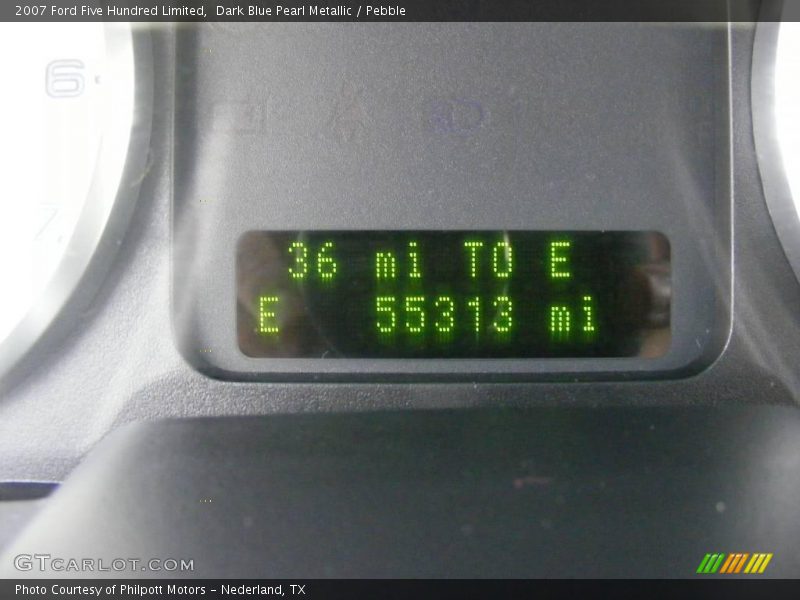 2007 Ford Five Hundred Limited,  Dark Blue Pearl Metallic / Pebble
6
36 mi TO E
E 55313 mi
GTCARLOT.COM
Photo Courtesy of Philpott Motors - Nederland, TX